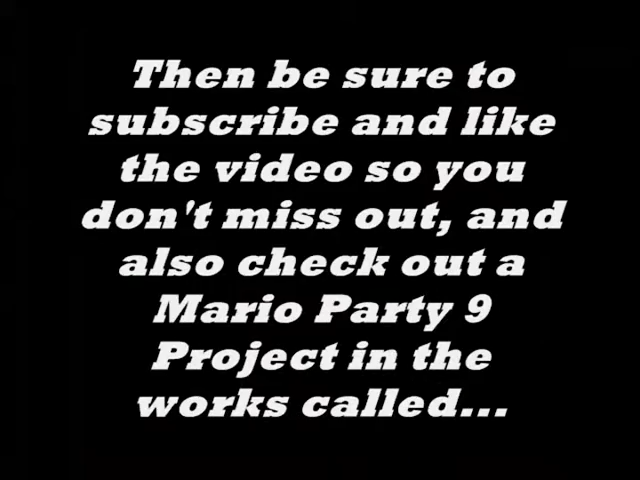 Then be sure to
subscribe and like
the video so you
don't miss out, and
also check out a
Mario Party 9
Project in the
works called...